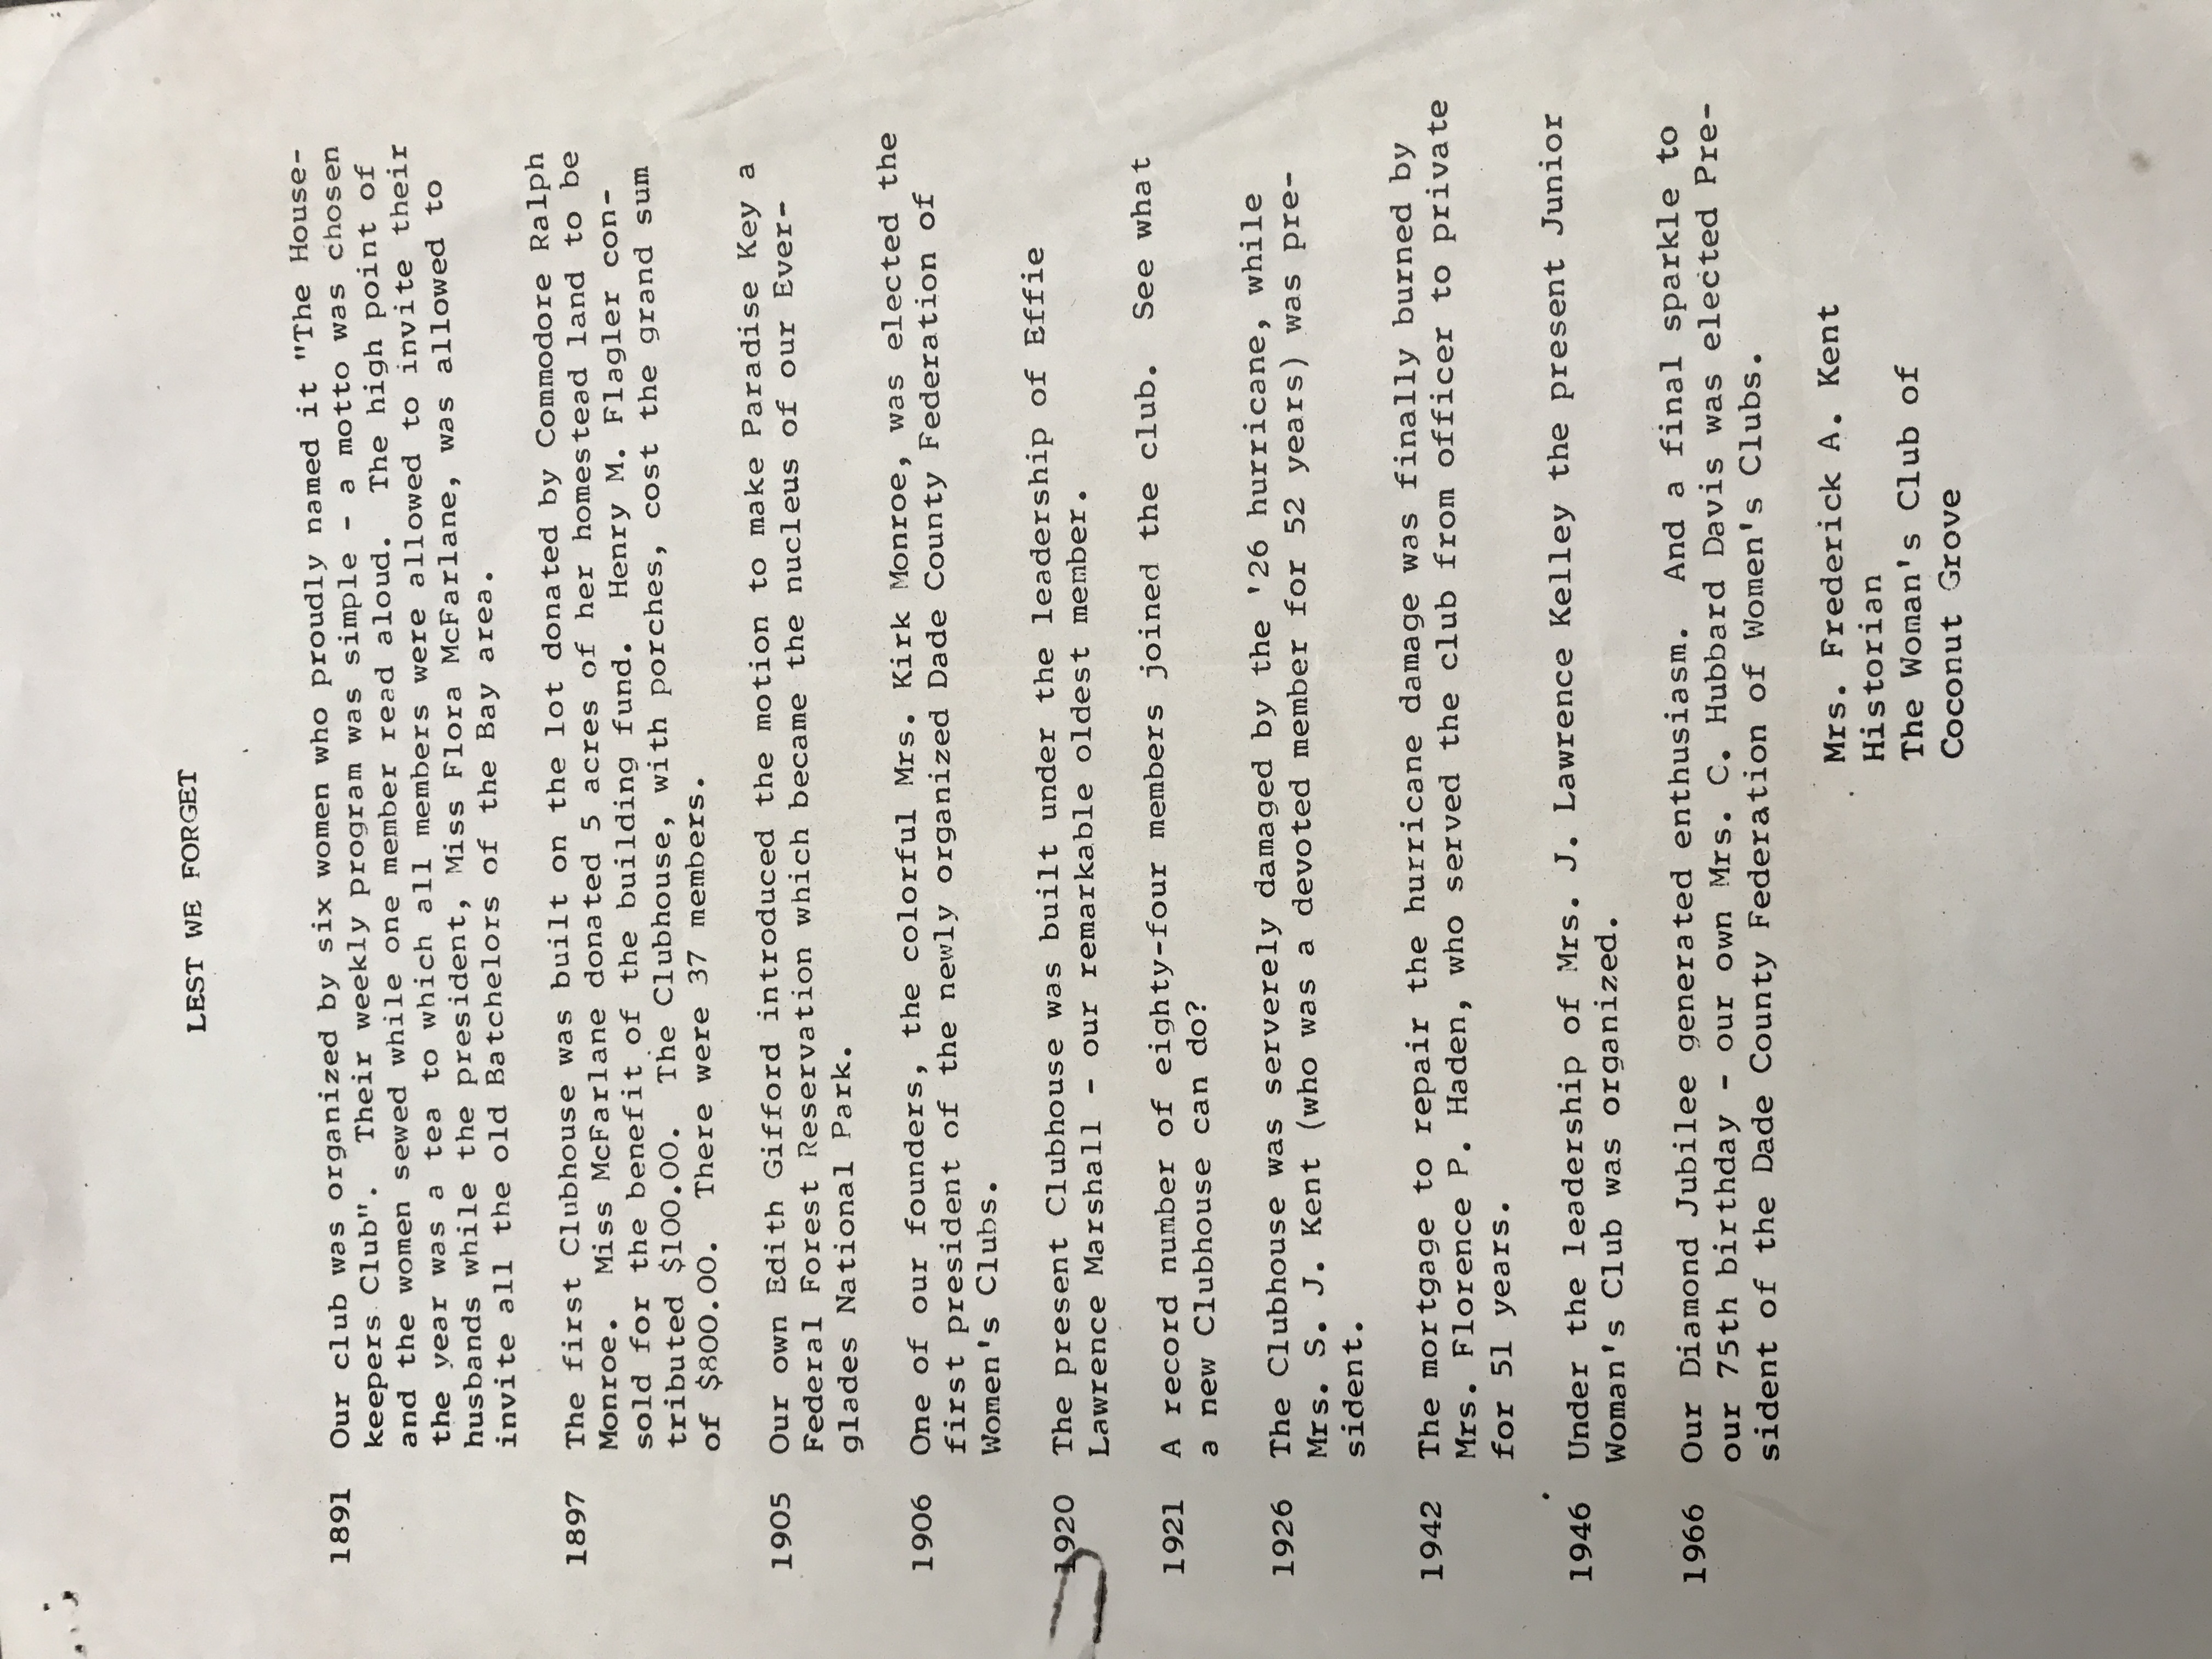 LEST WE FORGET
1891 Our club was organized by six women who proudly named it "The House-
keepers Club". Their weekly program was simple - a motto was chosen
and the women sewed while one member read aloud. The high point of
the year was a tea to which all members were allowed to invite their
husbands while the president, Miss Flora McFarlane, was allowed to
invite all the old Batchelors of the Bay area.
1897 The first Clubhouse was built on the lot donated by Commodore Ralph
Monroe. Miss McFarlane donated 5 acres of her homestead land to be
sold for the benefit of the building fund. Henry M. Flagler con-
tributed $100.00. The Clubhouse, with porches, cost the grand sum
of $800.00. There were 37 members.
1905 Our own Edith Gifford introduced the motion to make Paradise Key a
Federal Forest Reservation which became the nucleus of our Ever-
glades National Park.
1906 One of our founders, the colorful Mrs. Kirk Monroe, was elected the
first president of the newly organized Dade County Federation of
Women's Clubs.
1920 The present Clubhouse was built under the leadership of Effie
Lawrence Marshall - our remarkable oldest member.
1921 A record number of eighty-four members joined the club. See what
a new Clubhouse can do?
1926 The Clubhouse was serverely damaged by the '26 hurricane, while
Mrs. S. J. Kent (who was a devoted member for 52 years) was pre-
sident.
1942 The mortgage to repair the hurricane damage was finally burned by
Mrs. Florence P. Haden, who served the club from officer to private
for 51 years.
1946 Under the leadership of Mrs. J. Lawrence Kelley the present Junior
Woman's Club was organized.
1966 Our Diamond Jubilee generated enthusiasm. And a final sparkle to
our 75th birthday - our own Mrs. C. Hubbard Davis was elected Pre-
sident of the Dade County Federation of Women's Clubs.
Mrs. Frederick A. Kent
Historian
The Woman's Club of
Coconut Grove